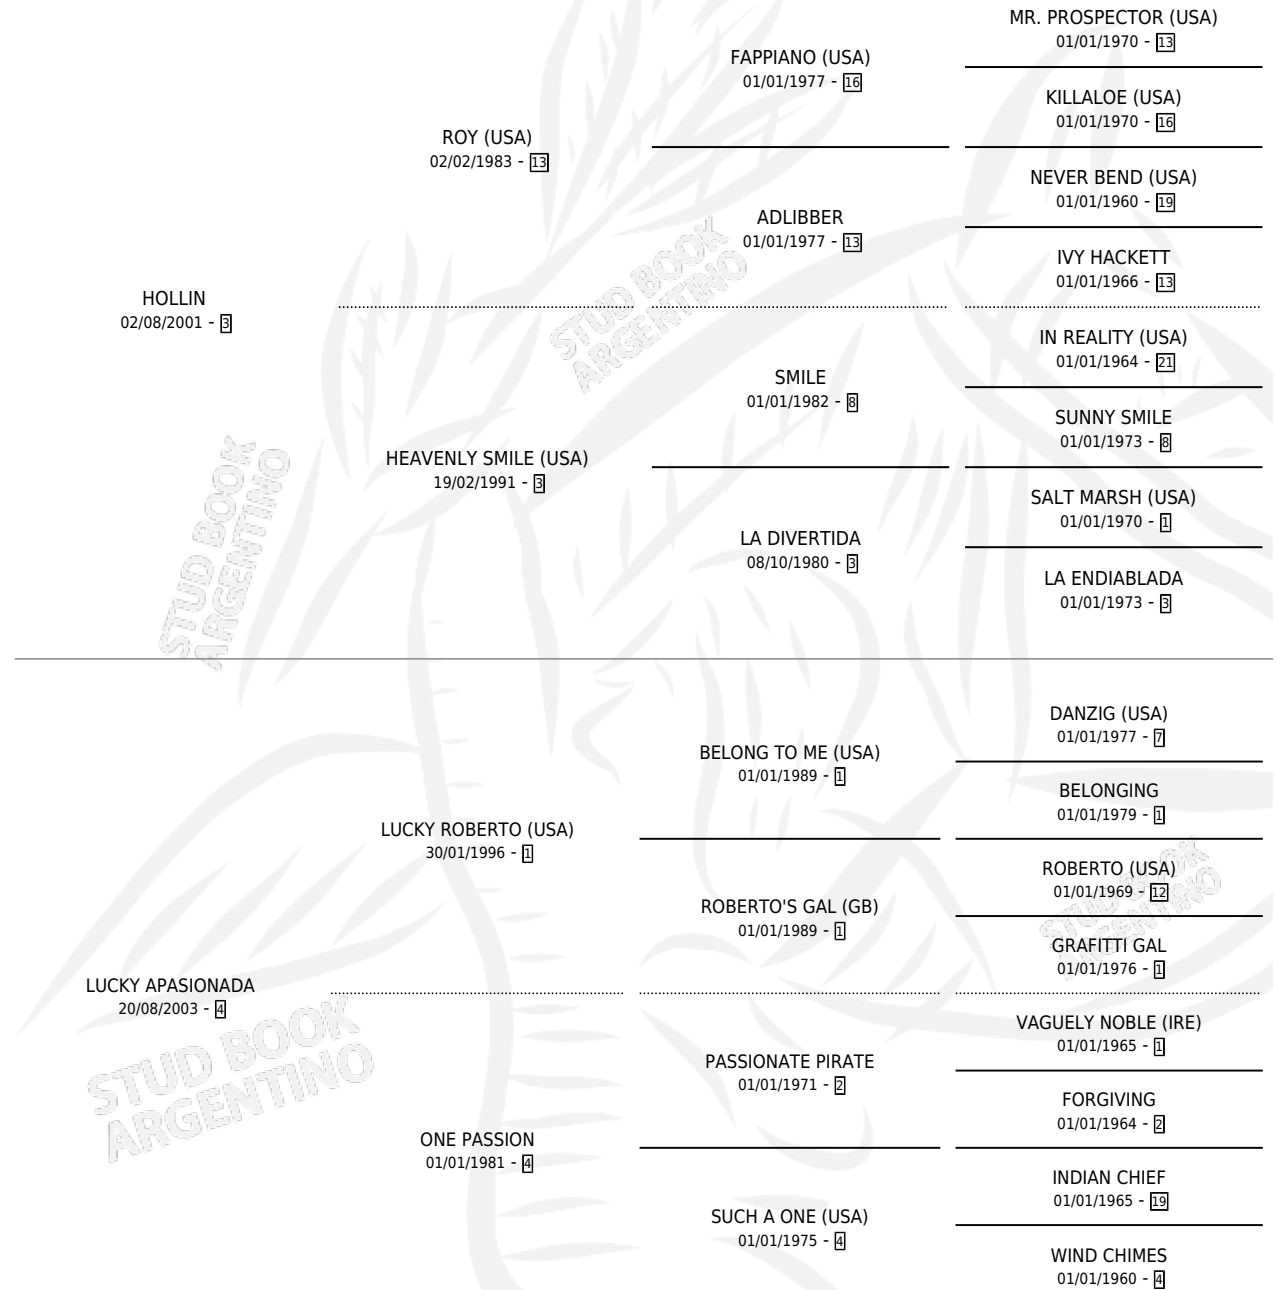 MR. PROSPECTOR (USA)
01/01/1970 - 13
FAPPIANO (USA)
01/01/1977 - 16
KILLALOE (USA)
01/01/1970 - 16
ROY (USA)
02/02/1983 - 13
NEVER BEND (USA)
01/01/1960 - 19
ADLIBBER
01/01/1977 - 13
IVY HACKETT
01/01/1966 - 13
HOLLIN
02/08/2001 - 3
STUD BOOK
ARGENTINO
IN REALITY (USA)
01/01/1964 - 21
SMILE
01/01/1982 - 8
SUNNY SMILE
01/01/1973 - 8
HEAVENLY SMILE (USA)
19/02/1991 - 3
SALT MARSH (USA)
01/01/1970 - 1
LA DIVERTIDA
08/10/1980 - 3
LA ENDIABLADA
01/01/1973 - 3
STUD BOOK
ARGENTINO
DANZIG (USA)
01/01/1977 - 7
BELONG TO ME (USA)
01/01/1989 - 1
BELONGING
01/01/1979 - 1
LUCKY ROBERTO (USA)
30/01/1996 - 1
ROBERTO (USA)
01/01/1969 - 12
ROBERTO'S GAL (GB)
01/01/1989 - 1
STUD BOOK
ARGENTINO
GRAFITTI GAL
01/01/1976 - 1
LUCKY APASIONADA
20/08/2003 - 4
STUD BOOK
ARGENTINO
VAGUELY NOBLE (IRE)
01/01/1965 - 1
PASSIONATE PIRATE
01/01/1971 - 2
FORGIVING
01/01/1964 - 2
ONE PASSION
01/01/1981 - 4
INDIAN CHIEF
01/01/1965 - 19
SUCH A ONE (USA)
01/01/1975 - 4
WIND CHIMES
01/01/1960 - 4